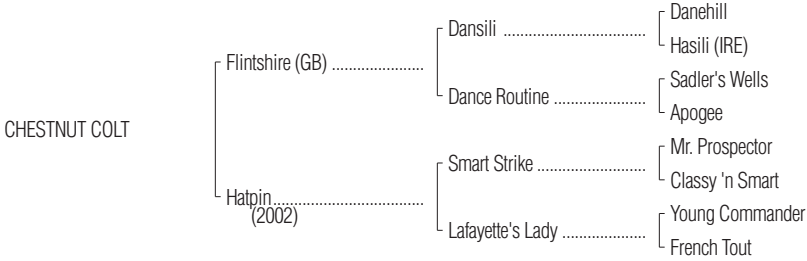 Danehill
Dansili ................................
Hasili (IRE)
Flintshire (GB) .....................
Sadler's Wells
Dance Routine ....................
Apogee
CHESTNUT COLT
Mr. Prospector
Smart Strike ........................
Classy 'n Smart
Hatpin..................................
(2002)
Young Commander
Lafayette's Lady ..................
French Tout